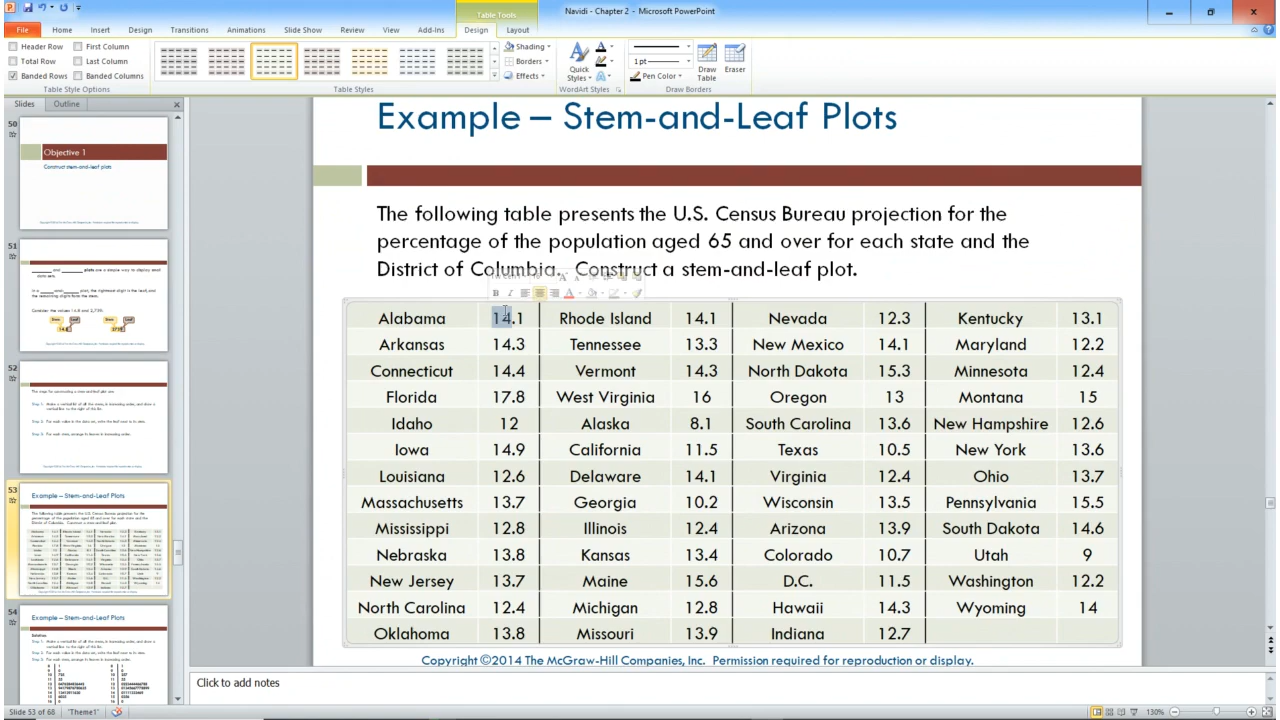 Table Tools
Navidi - Chapter 2 - Microsoft PowerPoint
File Home Insert Design Transitions Animations Slide Show Review View Add-Ins Design Layout
Header Row First Column
Total Row Last Column
Banded Rows Banded Columns
Table Style Options
Table Styles
Shading
Borders
Effects
Quick Styles
WordArt Styles
1 pt
Pen Color
Draw Table
Eraser
Draw Borders
Slides Outline
50
Objective 1
Construct stem-and-leaf plots
51
52
53
Example – Stem-and-Leaf Plots
54
Example – Stem-and-Leaf Plots
Example – Stem-and-Leaf Plots
The following table presents the U.S. Census Bureau projection for the
percentage of the population aged 65 and over for each state and the
District of Columbia. Construct a stem-and-leaf plot.
Alabama 14.1 Rhode Island 14.1 Nevada 12.3 Kentucky 13.1
Arkansas 14.3 Tennessee 13.3 New Mexico 14.1 Maryland 12.2
Connecticut 14.4 Vermont 14.3 North Dakota 15.3 Minnesota 12.4
Florida 17.8 West Virginia 16 Oregon 13 Montana 15
Idaho 12 Alaska 8.1 South Carolina 13.6 New Hampshire 12.6
Iowa 14.9 California 11.5 Texas 10.5 New York 13.6
Louisiana 12.6 Delaware 14.1 Virginia 12.4 Ohio 13.7
Massachusetts 13.7 Georgia 10.2 Wisconsin 13.5 Pennsylvania 15.5
Mississippi 12.8 Illinois 12.4 Arizona 13.9 South Dakota 14.6
Nebraska 13.8 Kansas 13.4 Colorado 10.7 Utah 9
New Jersey 13.7 Maine 15.6 D.C. 11.5 Washington 12.2
North Carolina 12.4 Michigan 12.8 Hawaii 14.3 Wyoming 14
Oklahoma 13.8 Missouri 13.9 Indiana 12.7
Copyright ©2014 The McGraw-Hill Companies, Inc. Permission required for reproduction or display.
Click to add notes
Slide 53 of 68 "Theme1" 130%